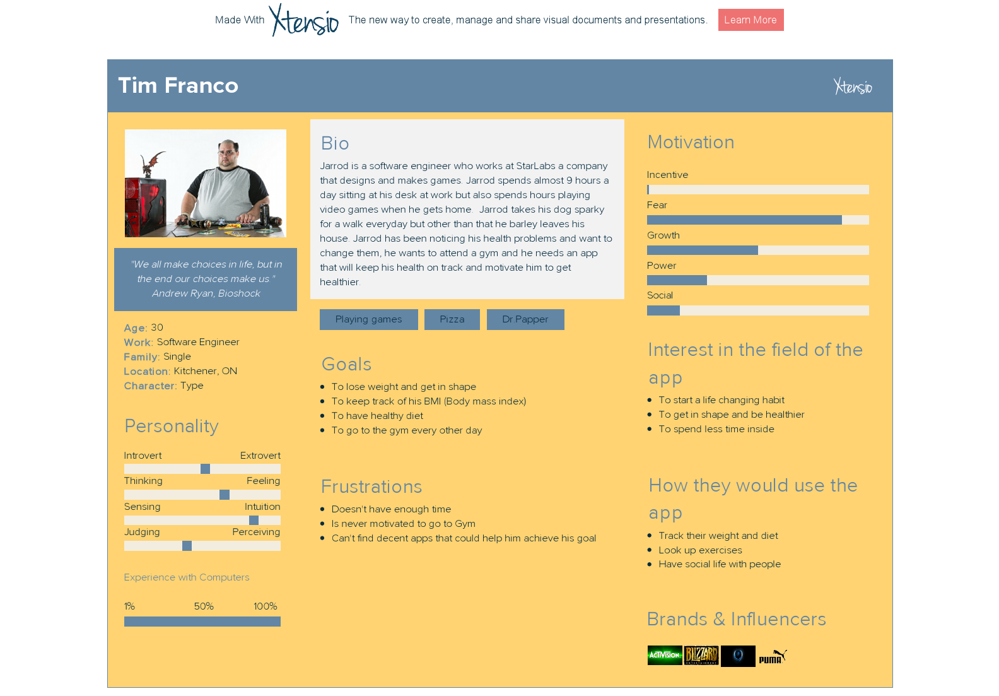 Made With Xtensio The new way to create, manage and share visual documents and presentations. Learn More
Tim Franco
Xtensio
"We all make choices in life, but in
the end our choices make us."
Andrew Ryan, Bioshock
Age: 30
Work: Software Engineer
Family: Single
Location: Kitchener, ON
Character: Type
Personality
Introvert Extrovert
Thinking Feeling
Sensing Intuition
Judging Perceiving
Experience with Computers
1% 50% 100%
Bio
Jarrod is a software engineer who works at StarLabs a company
that designs and makes games. Jarrod spends almost 9 hours a
day sitting at his desk at work but also spends hours playing
video games when he gets home. Jarrod takes his dog sparky
for a walk everyday but other than that he barley leaves his
house. Jarrod has been noticing his health problems and want to
change them, he wants to attend a gym and he needs an app
that will keep his health on track and motivate him to get
healthier.
Playing games Pizza Dr.Papper
Goals
To lose weight and get in shape
To keep track of his BMI (Body mass index)
To have healthy diet
To go to the gym every other day
Frustrations
Doesn't have enough time
Is never motivated to go to Gym
Can't find decent apps that could help him achieve his goal
Motivation
Incentive
Fear
Growth
Power
Social
Interest in the field of the
app
To start a life changing habit
To get in shape and be healthier
To spend less time inside
How they would use the
app
Track their weight and diet
Look up exercises
Have social life with people
Brands & Influencers
ACTIVISION BLIZZARD PUMA
ENTERTAINMENT